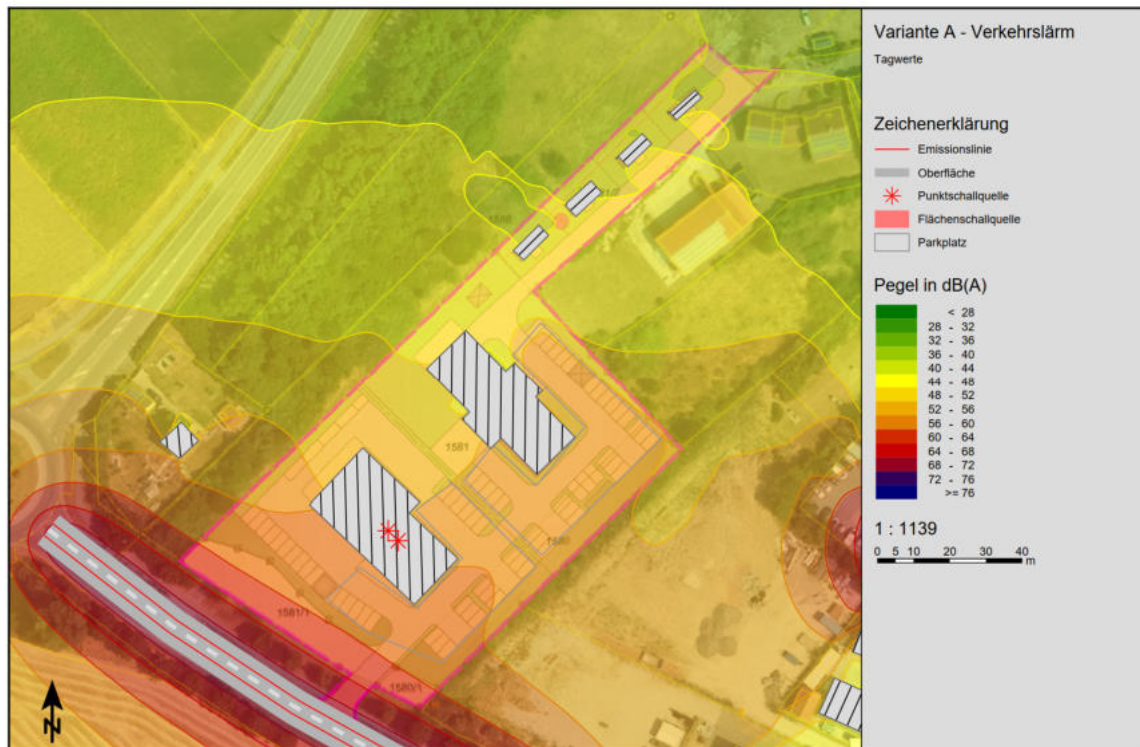 Variante A - Verkehrslärm
Tagwerte
Zeichenerklärung
Emissionslinie
Oberfläche
Punktschallquelle
Flächenschallquelle
Parkplatz
Pegel in dB(A)
< 28
28 - 32
32 - 36
36 - 40
40 - 44
44 - 48
48 - 52
52 - 56
56 - 60
60 - 64
64 - 68
68 - 72
72 - 76
>= 76
1 : 1139
0 5 10 20 30 40
m
1581
1581/1
1580/1
N